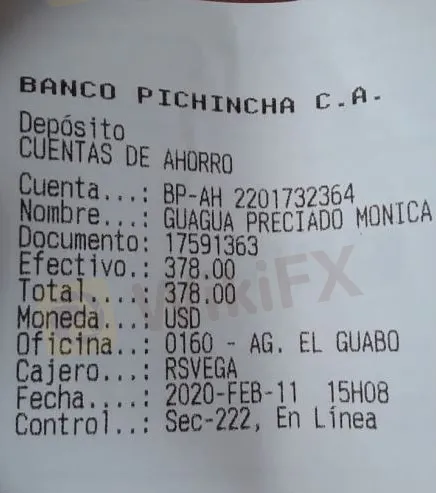 BANCO PICHINCHA C.A.
Depósito
CUENTAS DE AHORRO
Cuenta...: BP-AH 2201732364
Nombre...: GUAGUA PRECIADO MONICA
Documento: 17591363
Efectivo.: 378.00
Total....: 378.00
Moneda...: USD
Oficina..: 0160 - AG. EL GUABO
Cajero...: RSVEGA
Fecha....: 2020-FEB-11 15H08
Control..: Sec-222, En Línea
WikiFX